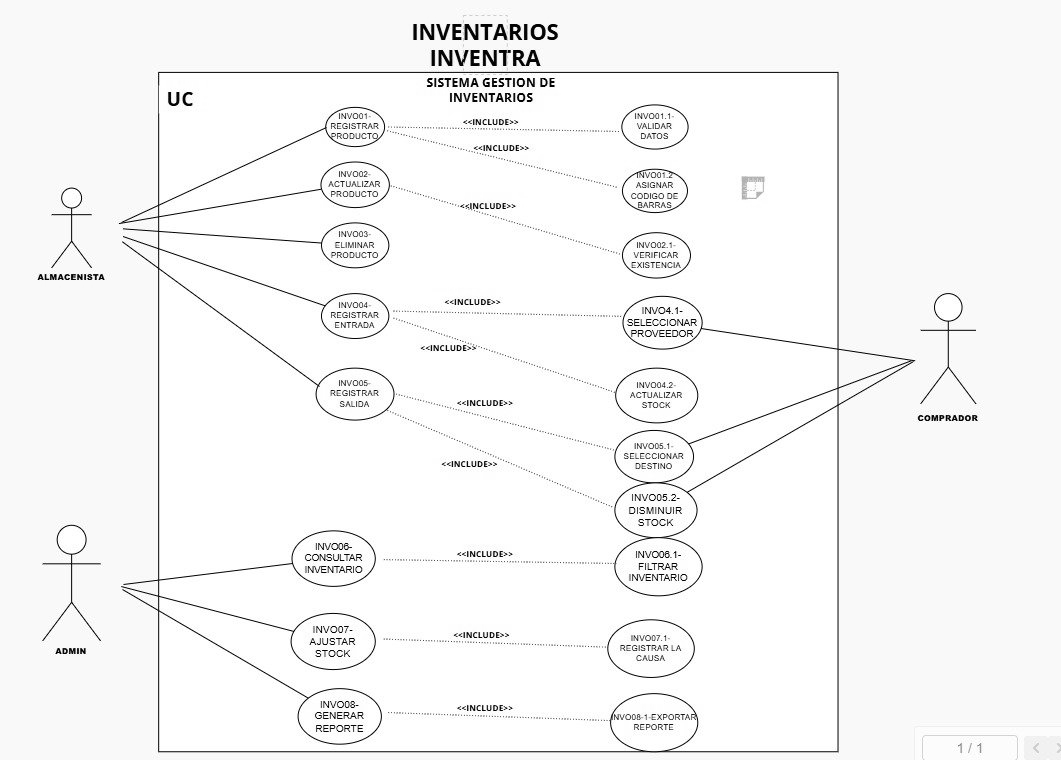 INVENTARIOS
INVENTRA
SISTEMA GESTION DE
INVENTARIOS
UC
INVO01-
REGISTRAR
PRODUCTO
<<INCLUDE>>
INVO01.1-
VALIDAR
DATOS
<<INCLUDE>>
INVO01.2
ASIGNAR
CODIGO DE
BARRAS
INVO02-
ACTUALIZAR
PRODUCTO
<<INCLUDE>>
INVO02.1-
VERIFICAR
EXISTENCIA
INVO03-
ELIMINAR
PRODUCTO
ALMACENISTA
INVO04-
REGISTRAR
ENTRADA
<<INCLUDE>>
INVO4.1-
SELECCIONAR
PROVEEDOR
<<INCLUDE>>
INVO04.2-
ACTUALIZAR
STOCK
COMPRADOR
INVO05-
REGISTRAR
SALIDA
<<INCLUDE>>
INVO05.1-
SELECCIONAR
DESTINO
<<INCLUDE>>
INVO05.2-
DISMINUIR
STOCK
INVO06-
CONSULTAR
INVENTARIO
<<INCLUDE>>
INVO06.1-
FILTRAR
INVENTARIO
ADMIN
INVO07-
AJUSTAR
STOCK
<<INCLUDE>>
INVO07.1-
REGISTRAR LA
CAUSA
INVO08-
GENERAR
REPORTE
<<INCLUDE>>
INVO08-1-EXPORTAR
REPORTE
1 / 1